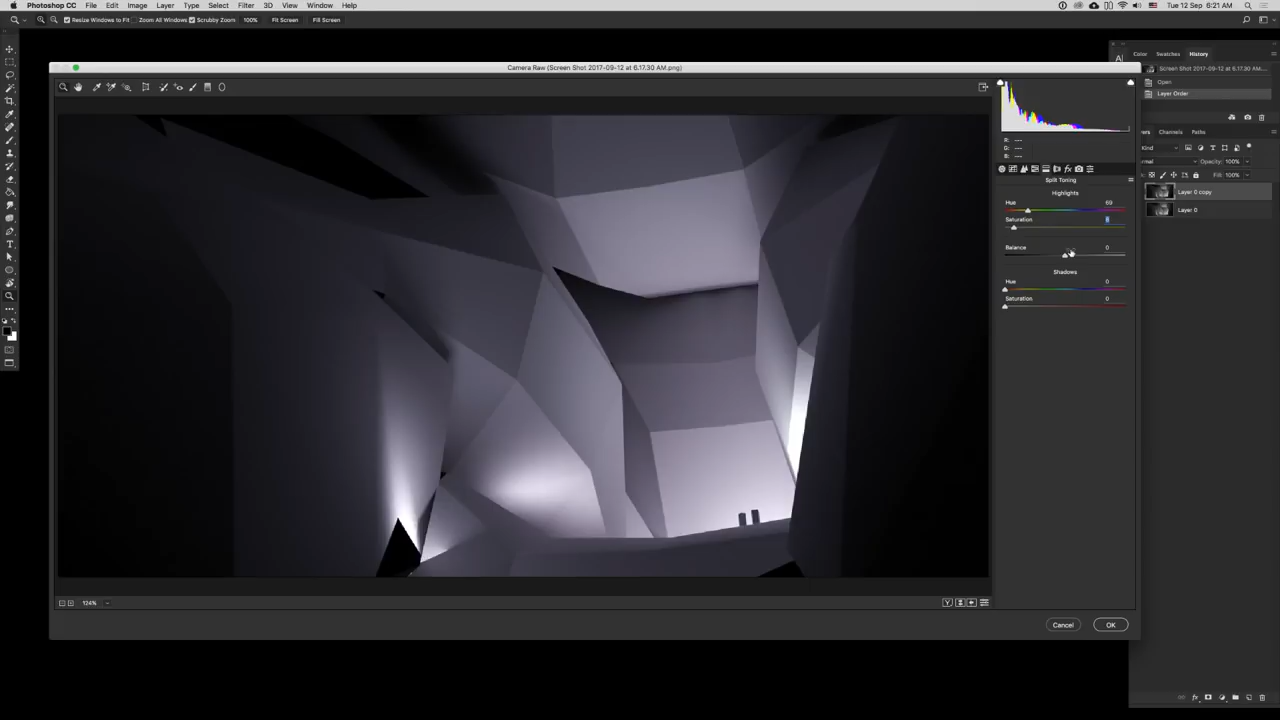 Photoshop CC File Edit Image Layer Type Select Filter 3D View Window Help Tue 12 Sep 6:21 AM
Resize Windows to Fit Zoom All Windows Scrubby Zoom 100% Fit Screen Fill Screen
Color Swatches History
Camera Raw (Screen Shot 2017-09-12 at 6.17.30 AM.png)
Screen Shot 2017-09-12 at 6.17.30 AM...
Open
Layer Order
Channels Paths
Kind
Opacity: 100%
Fill: 100%
R: ---
G: ---
B: ---
Split Toning
Highlights
Hue 69
Saturation
Balance 0
Shadows
Hue 0
Saturation 0
Layer 0 copy
Layer 0
124%
Y
Cancel OK